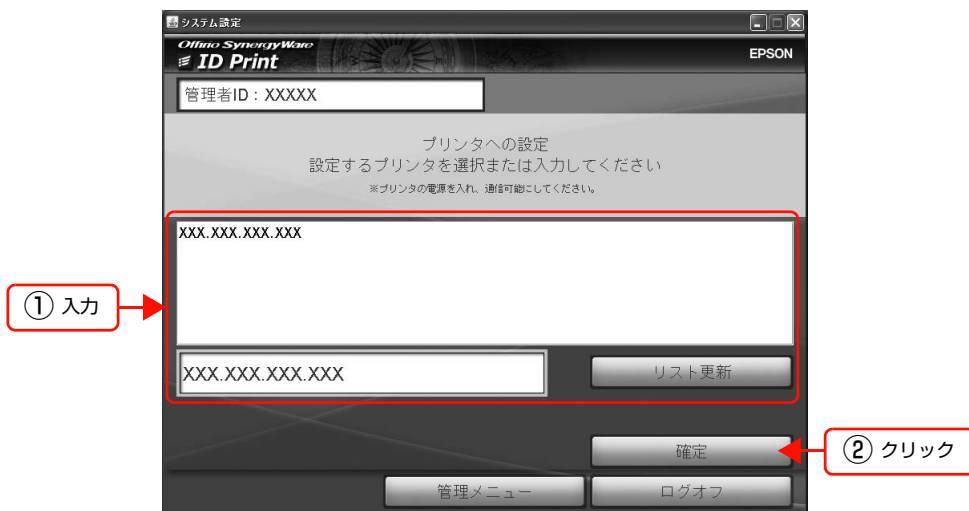 システム設定
Offirio SynergyWare
ID Print
EPSON
管理者ID：XXXXX
プリンタへの設定
設定するプリンタを選択または入力してください
※プリンタの電源を入れ、通信可能にしてください。
XXX.XXX.XXX.XXX
① 入力
XXX.XXX.XXX.XXX
リスト更新
確定
② クリック
管理メニュー
ログオフ